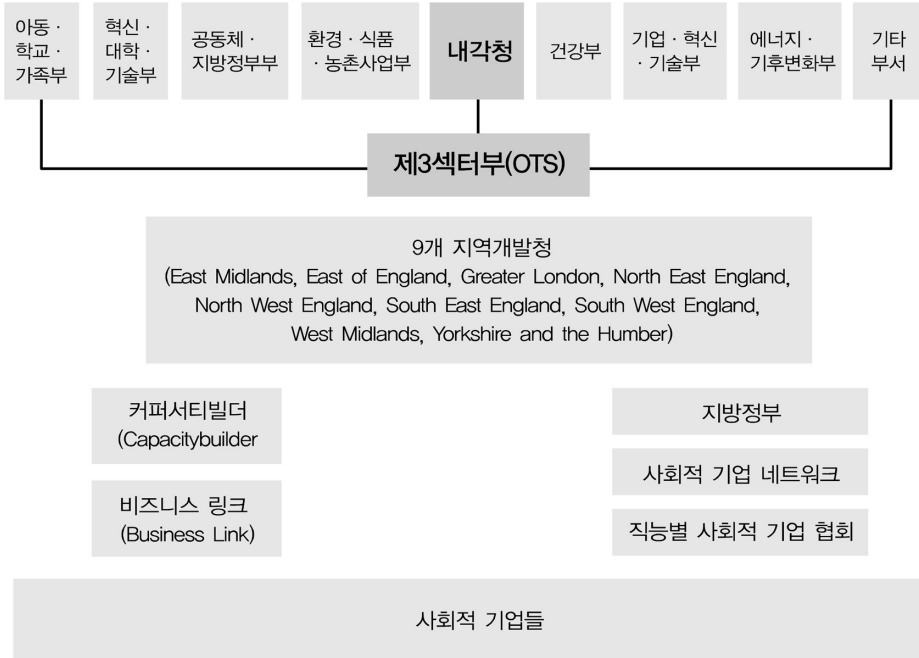 아동 ·
학교 ·
가족부
혁신 ·
대학 ·
기술부
공동체 ·
지방정부부
환경 · 식품
· 농촌사업부
내각청
건강부
기업 · 혁신
· 기술부
에너지 ·
기후변화부
기타
부서
제3섹터부(OTS)
9개 지역개발청
(East Midlands, East of England, Greater London, North East England,
North West England, South East England, South West England,
West Midlands, Yorkshire and the Humber)
커퍼서티빌더
(Capacitybuilder
비즈니스 링크
(Business Link)
지방정부
사회적 기업 네트워크
직능별 사회적 기업 협회
사회적 기업들